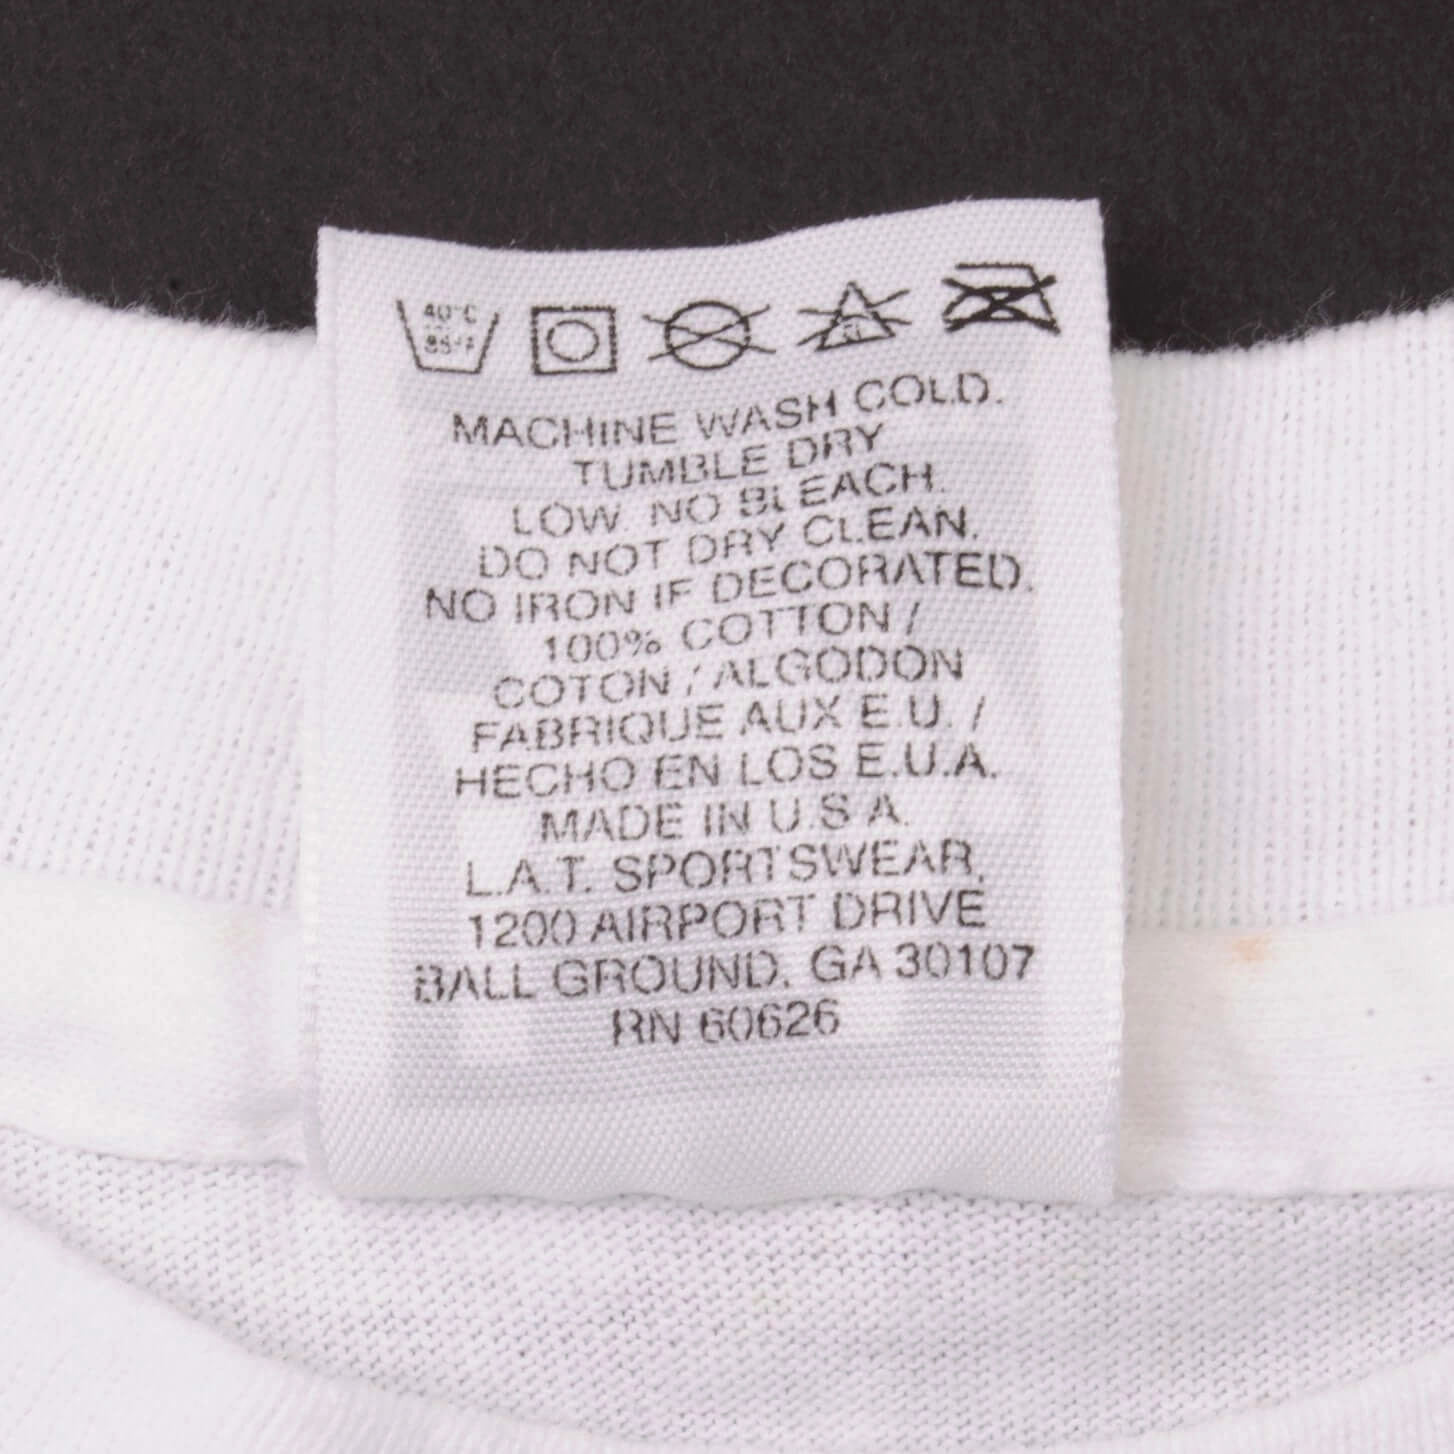 40°C
85°F
CL
MACHINE WASH COLD.
TUMBLE DRY
LOW. NO BLEACH.
DO NOT DRY CLEAN.
NO IRON IF DECORATED.
100% COTTON /
COTON / ALGODON
FABRIQUE AUX E.U. /
HECHO EN LOS E.U.A.
MADE IN U.S.A.
L.A.T. SPORTSWEAR,
1200 AIRPORT DRIVE
BALL GROUND, GA 30107
RN 60626